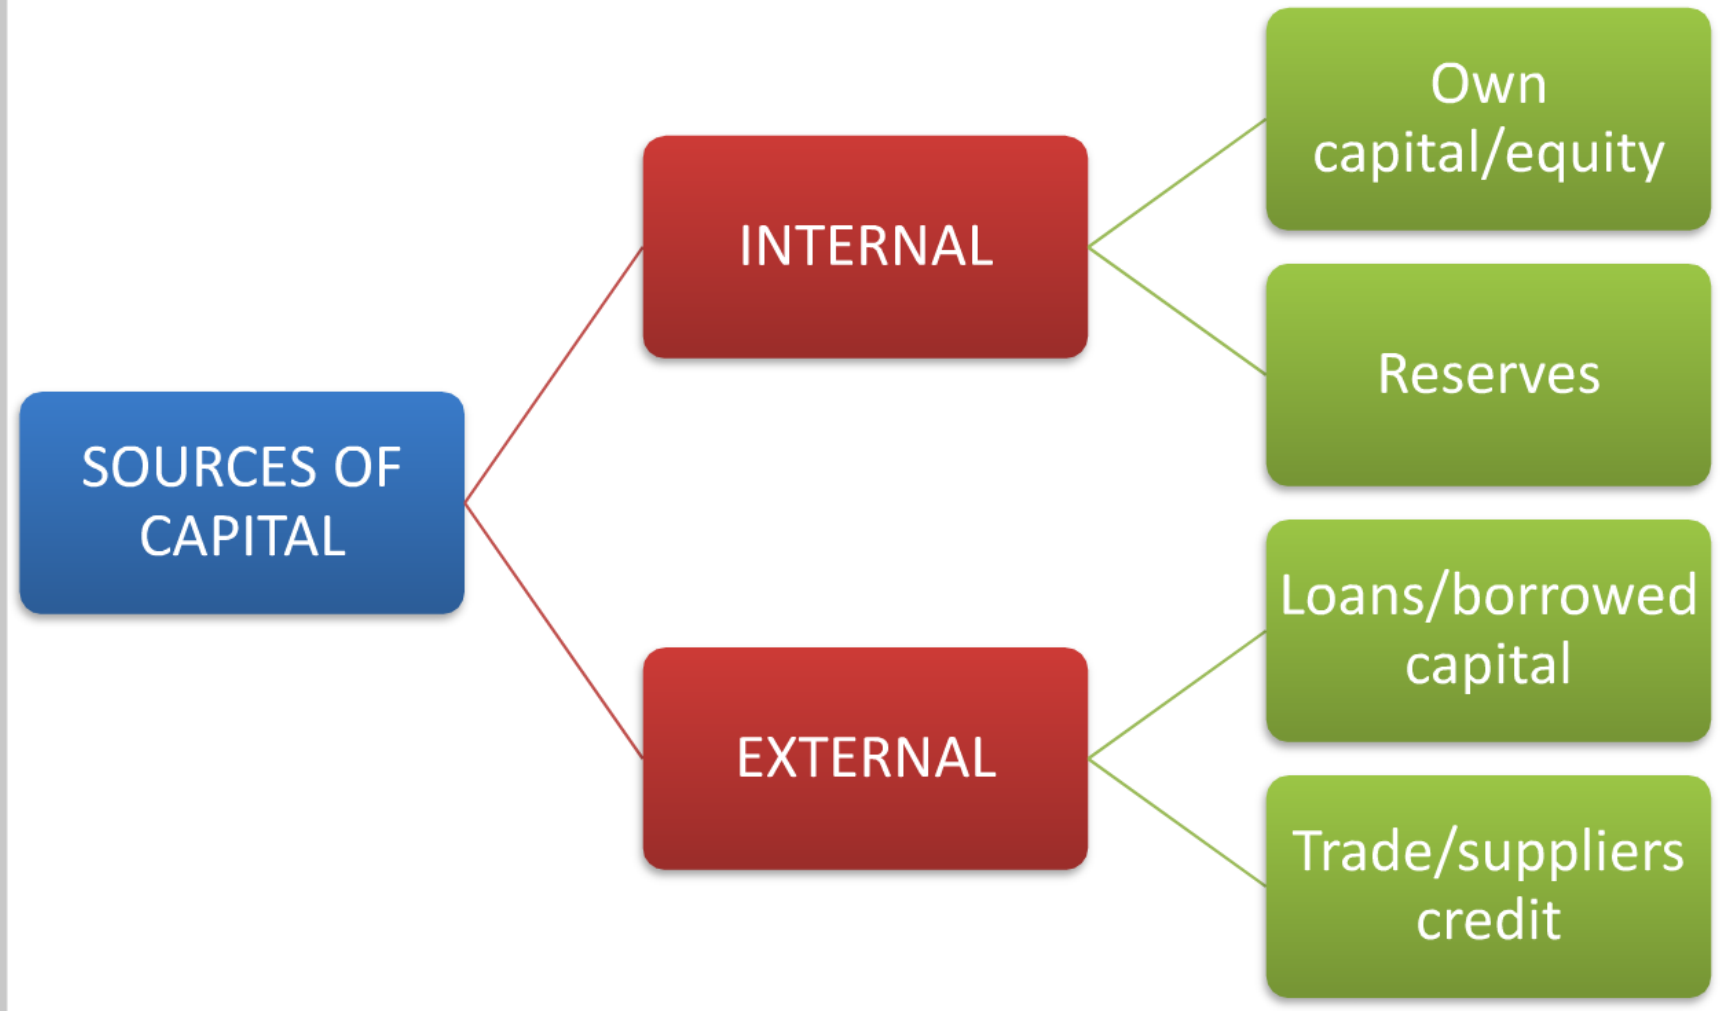 SOURCES OF
CAPITAL
INTERNAL
Own
capital/equity
Reserves
EXTERNAL
Loans/borrowed
capital
Trade/suppliers
credit